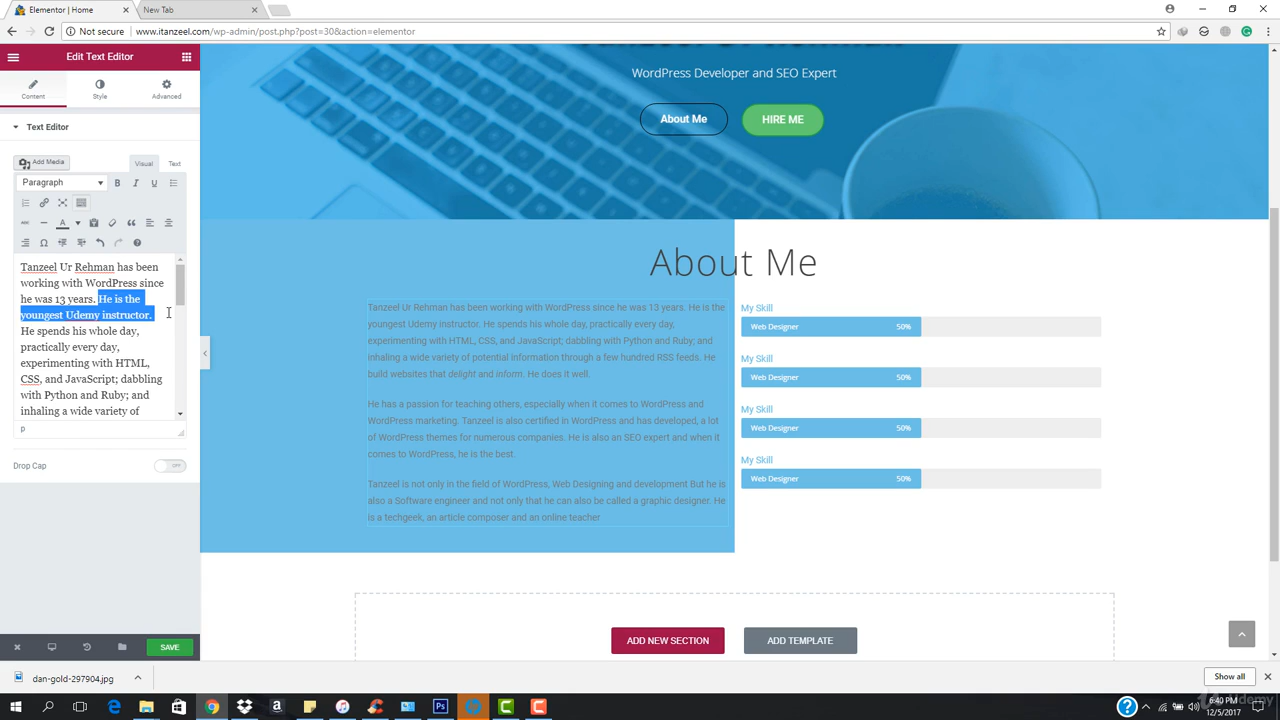 Elementor | Home
New Tab
Not secure
www.itanzeel.com/wp-admin/post.php?post=30&action=elementor
Edit Text Editor
Content
Style
Advanced
Text Editor
Add Media
Visual
Text
Paragraph
B
I
U
ABC
A
Tanzeel Ur Rehman has been
working with WordPress since
he was 13 years. He is the
youngest Udemy instructor.
He spends his whole day,
practically every day,
experimenting with HTML,
CSS, and JavaScript; dabbling
with Python and Ruby; and
inhaling a wide variety of
p
Drop Cap
OFF
SAVE
WordPress Developer and SEO Expert
About Me
HIRE ME
About Me
Tanzeel Ur Rehman has been working with WordPress since he was 13 years. He is the
youngest Udemy instructor. He spends his whole day, practically every day,
experimenting with HTML, CSS, and JavaScript; dabbling with Python and Ruby; and
inhaling a wide variety of potential information through a few hundred RSS feeds. He
build websites that delight and inform. He does it well.
He has a passion for teaching others, especially when it comes to WordPress and
WordPress marketing. Tanzeel is also certified in WordPress and has developed, a lot
of WordPress themes for numerous companies. He is also an SEO expert and when it
comes to WordPress, he is the best.
Tanzeel is not only in the field of WordPress, Web Designing and development But he is
also a Software engineer and not only that he can also be called a graphic designer. He
is a techgeek, an article composer and an online teacher
My Skill
Web Designer 50%
My Skill
Web Designer 50%
My Skill
Web Designer 50%
My Skill
Web Designer 50%
ADD NEW SECTION
ADD TEMPLATE
dan-gold-297904.jpg
Show all
Ps
6:40 PM
12/5/2017